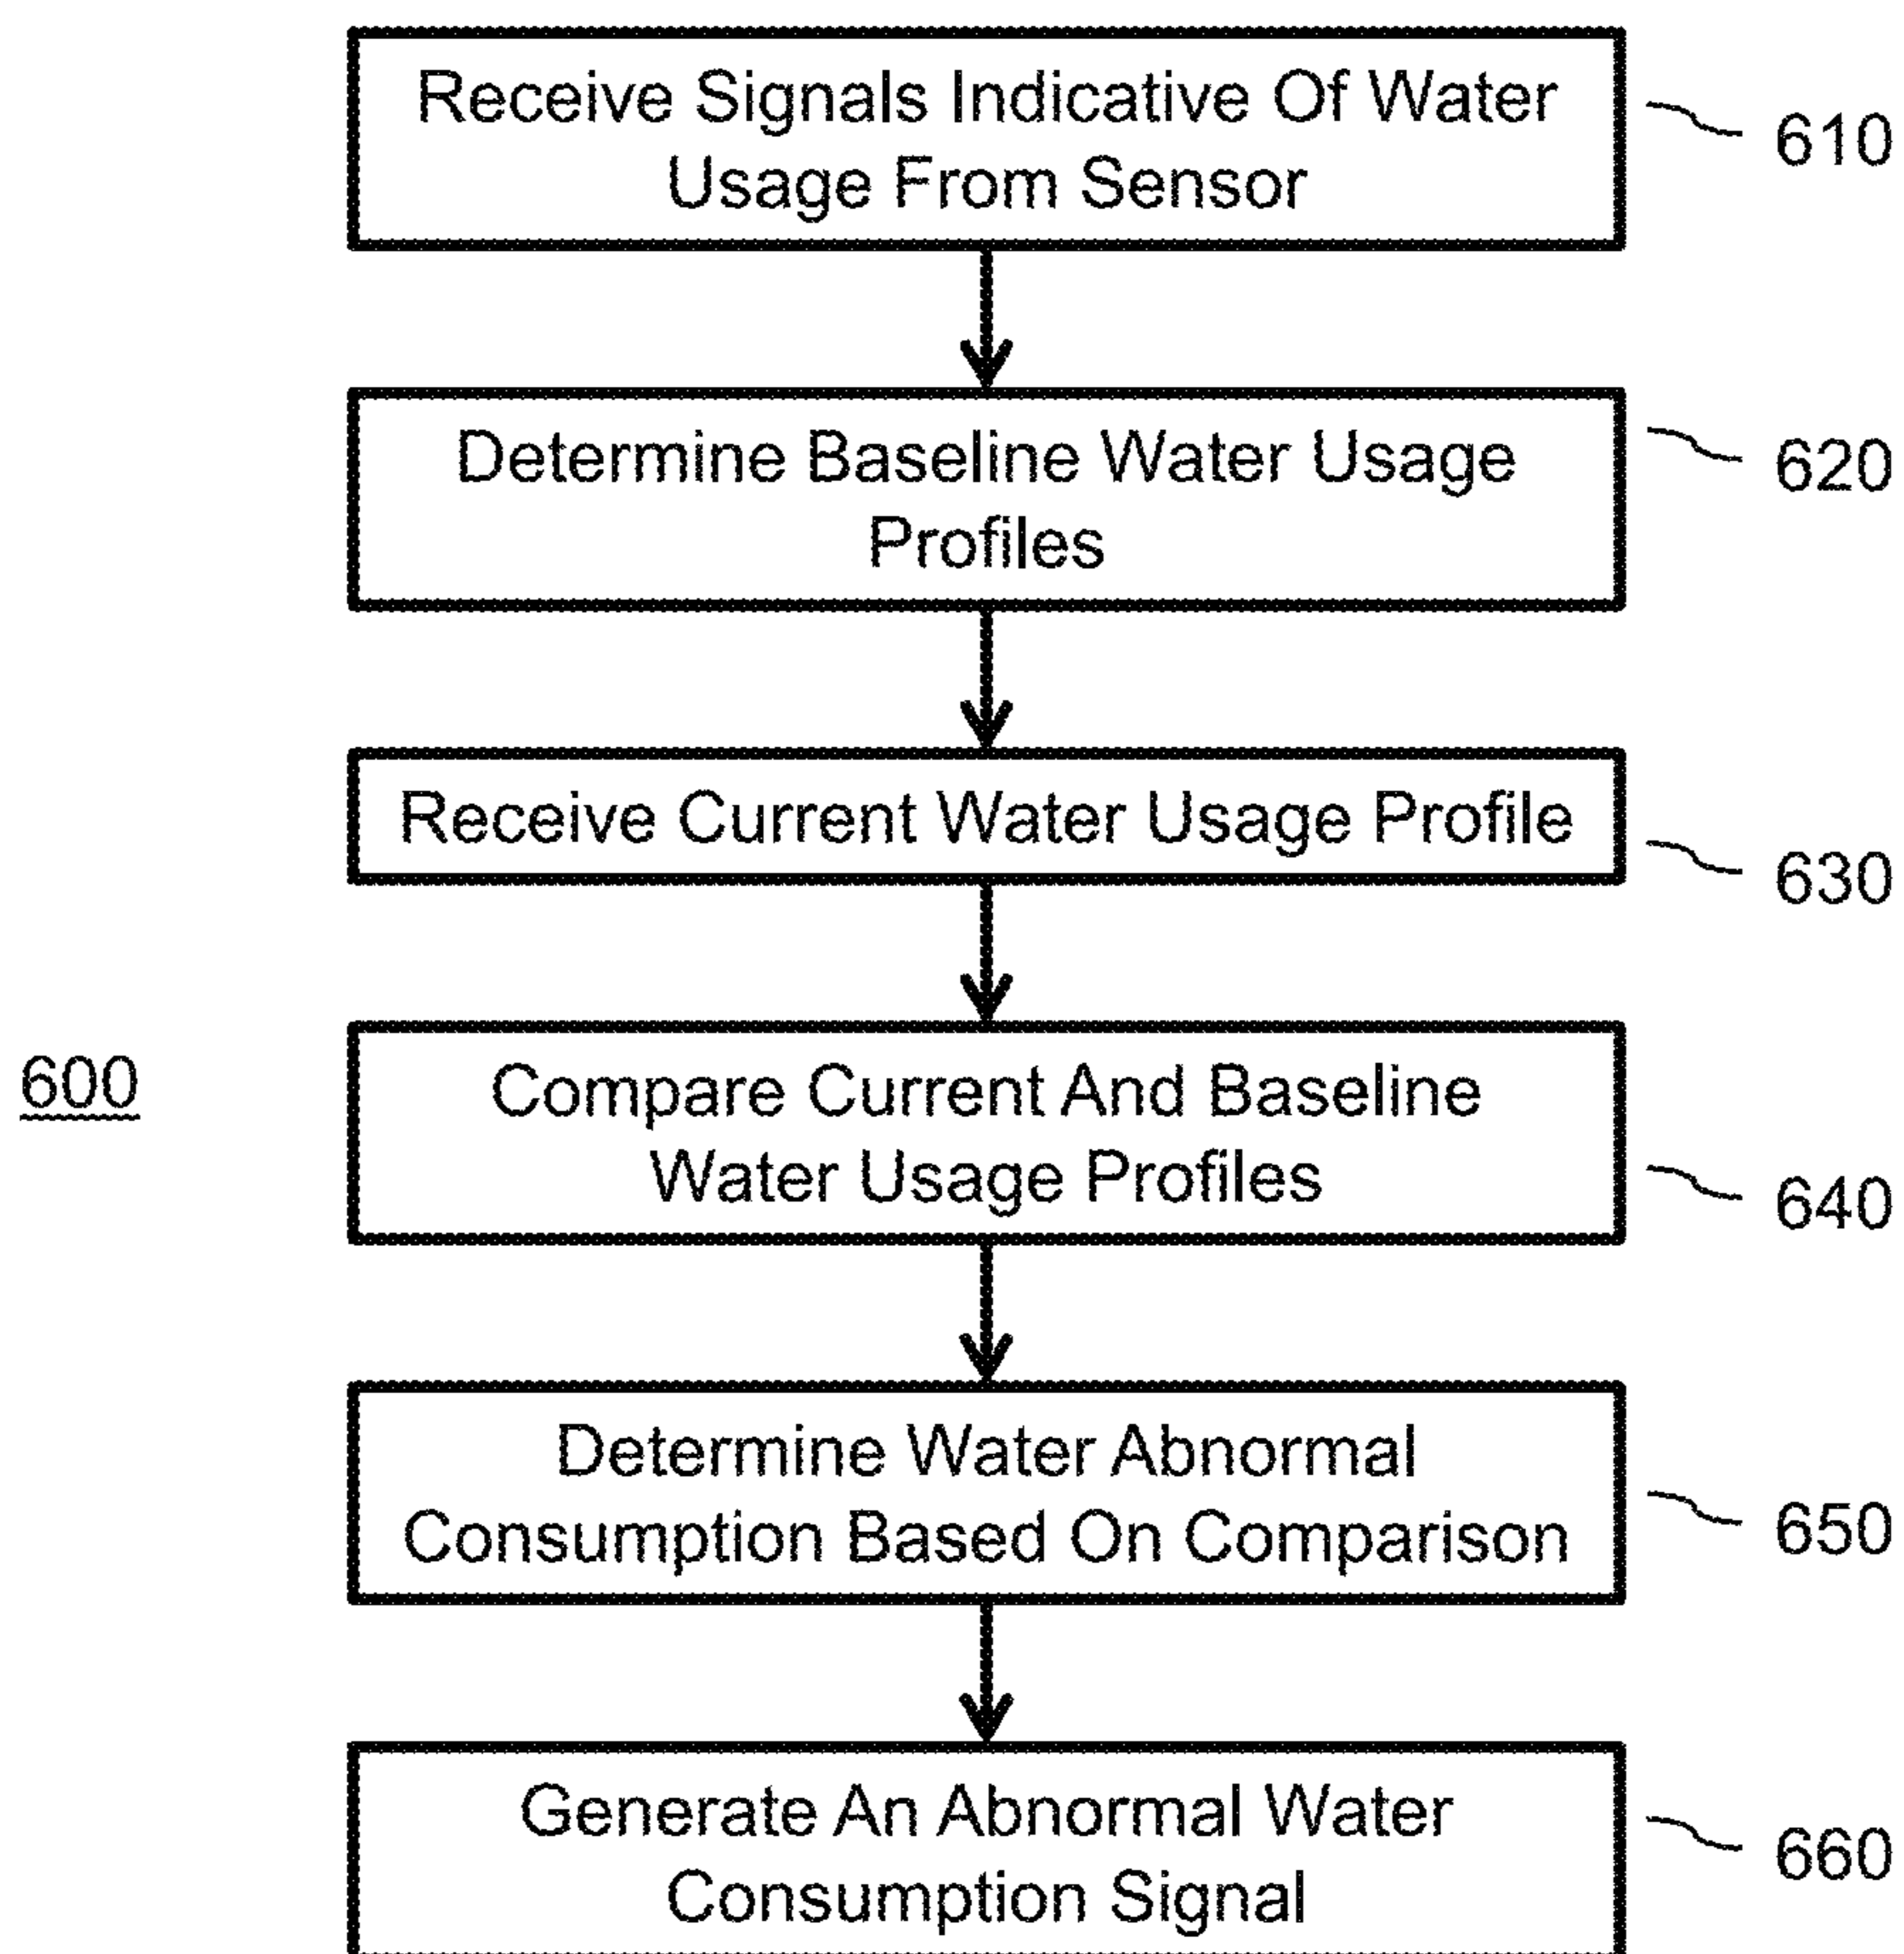 Receive Signals Indicative Of Water
Usage From Sensor
610
Determine Baseline Water Usage
Profiles
620
Receive Current Water Usage Profile
630
600
Compare Current And Baseline
Water Usage Profiles
640
Determine Water Abnormal
Consumption Based On Comparison
650
Generate An Abnormal Water
Consumption Signal
660